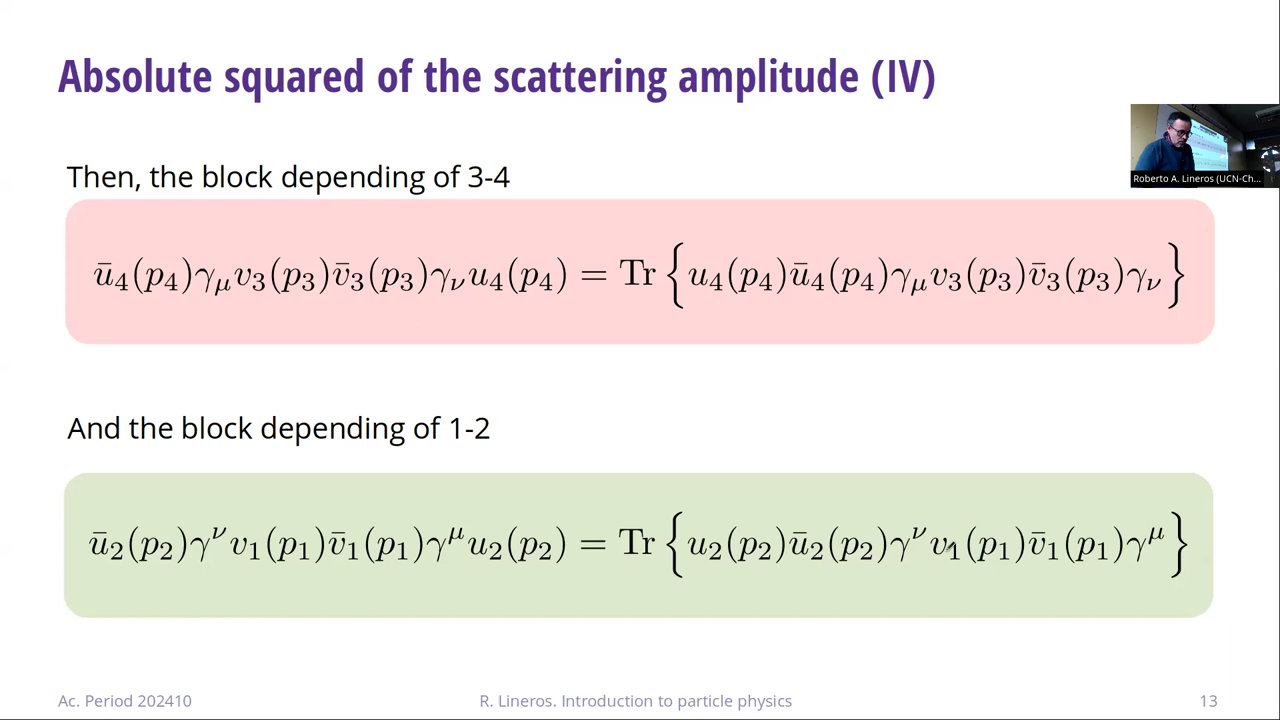 Absolute squared of the scattering amplitude (IV)
Then, the block depending of 3-4
Roberto A. Lineros (UCN-Ch...
ū₄(p₄)γ_μ v₃(p₃)v̄₃(p₃)γ_ν u₄(p₄) = Tr { u₄(p₄)ū₄(p₄)γ_μ v₃(p₃)v̄₃(p₃)γ_ν }
And the block depending of 1-2
ū₂(p₂)γ^ν v₁(p₁)v̄₁(p₁)γ^μ u₂(p₂) = Tr { u₂(p₂)ū₂(p₂)γ^ν v₁(p₁)v̄₁(p₁)γ^μ }
Ac. Period 202410
R. Lineros. Introduction to particle physics
13